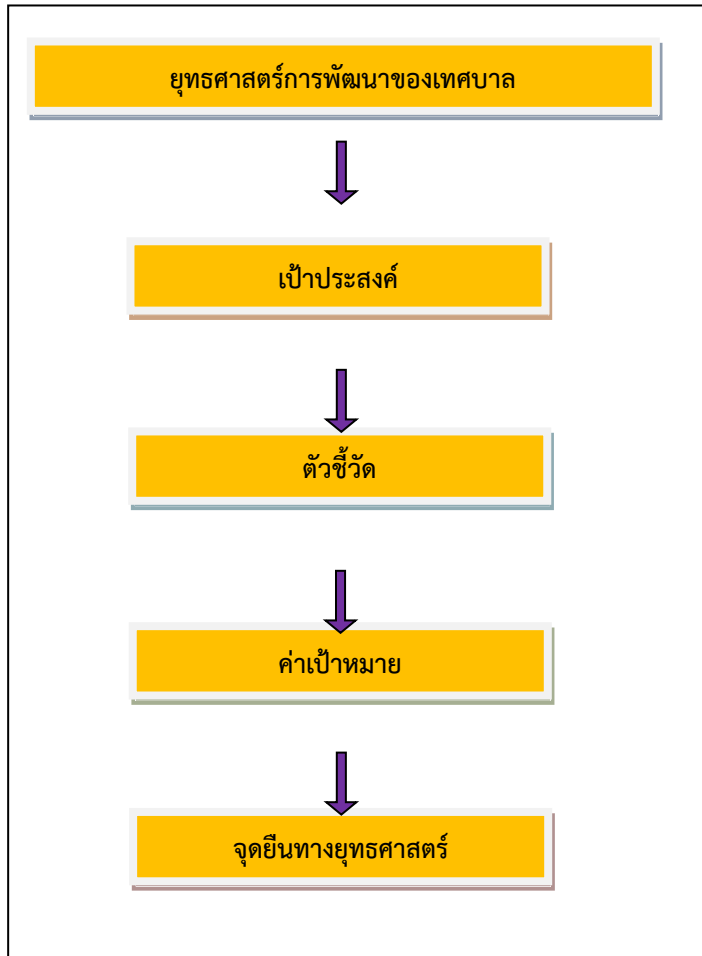 ยุทธศาสตร์การพัฒนาของเทศบาล
เป้าประสงค์
ตัวชี้วัด
ค่าเป้าหมาย
จุดยืนทางยุทธศาสตร์